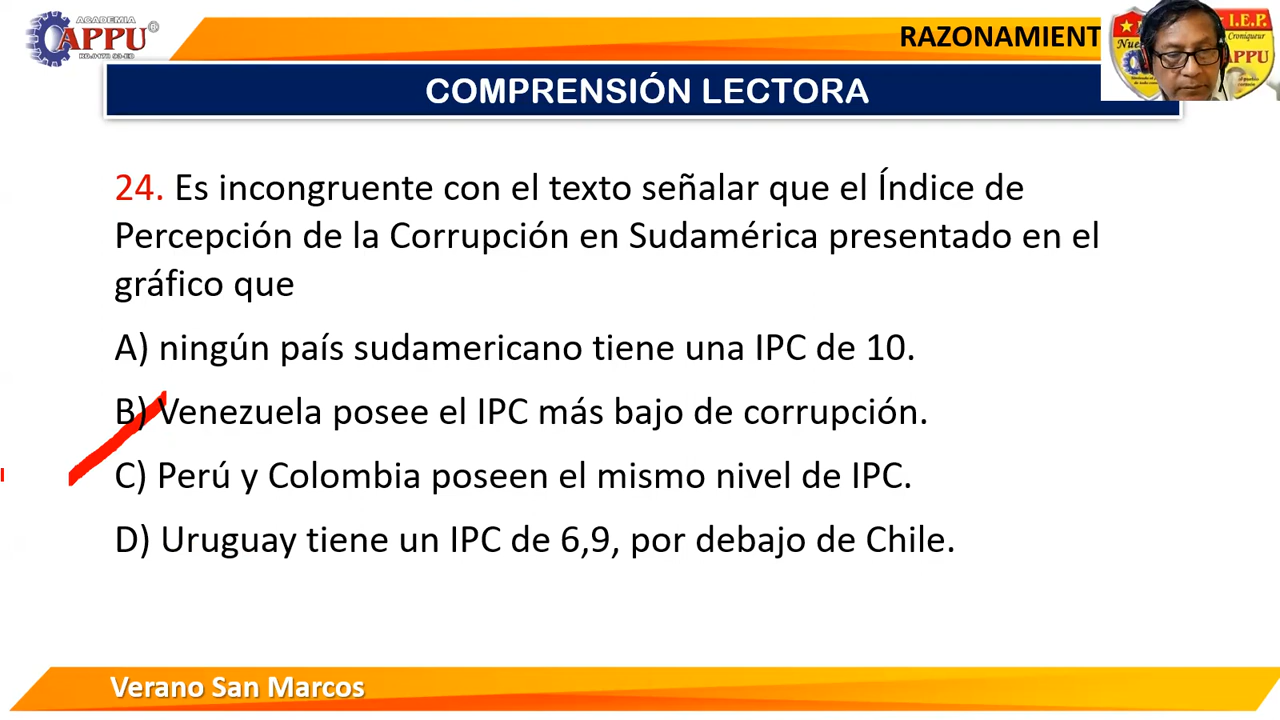 ACADEMIA
APPU
RAZONAMIENT
I.E.P.
Croniqueur
APPU
COMPRENSIÓN LECTORA
24. Es incongruente con el texto señalar que el Índice de
Percepción de la Corrupción en Sudamérica presentado en el
gráfico que
A) ningún país sudamericano tiene una IPC de 10.
B) Venezuela posee el IPC más bajo de corrupción.
C) Perú y Colombia poseen el mismo nivel de IPC.
D) Uruguay tiene un IPC de 6,9, por debajo de Chile.
Verano San Marcos